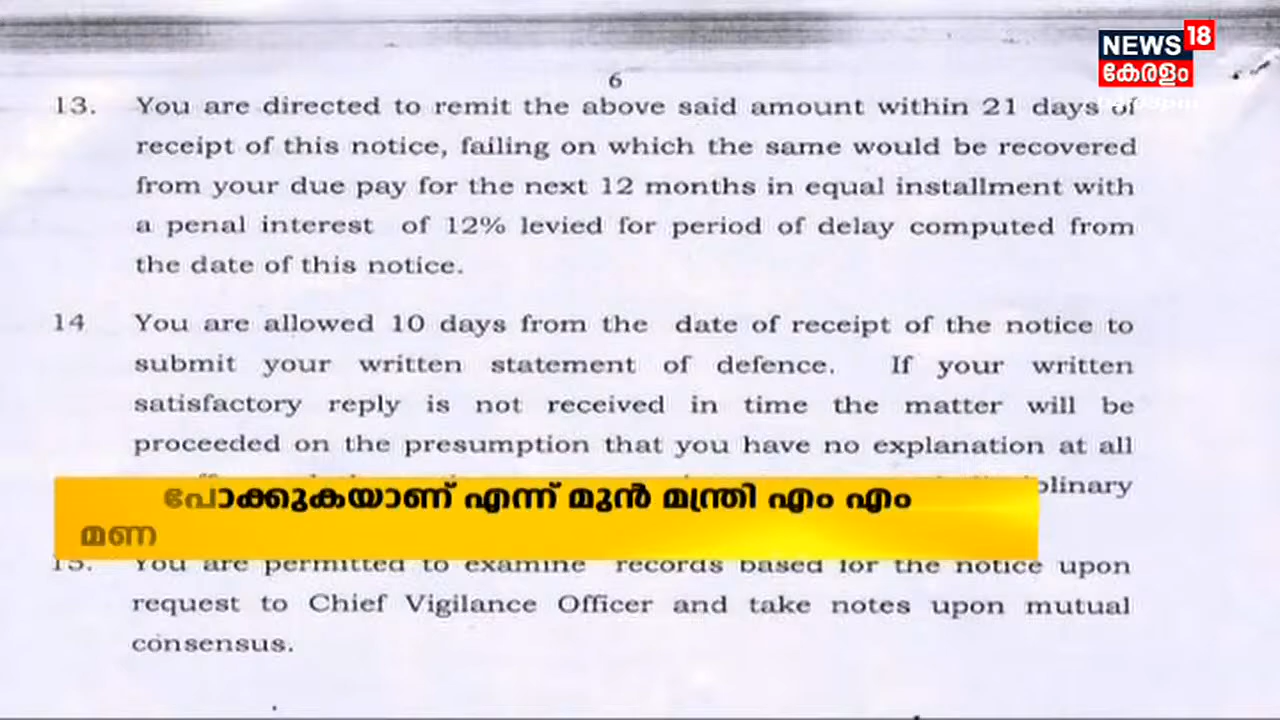 NEWS 18
കേരളം
6
13. You are directed to remit the above said amount within 21 days of
receipt of this notice, failing on which the same would be recovered
from your due pay for the next 12 months in equal installment with
a penal interest of 12% levied for period of delay computed from
the date of this notice.
14 You are allowed 10 days from the date of receipt of the notice to
submit your written statement of defence. If your written
satisfactory reply is not received in time the matter will be
proceeded on the presumption that you have no explanation at all
പോക്കുകയാണ് എന്ന് മുൻ മന്ത്രി എം എം
മണ
15. You are permitted to examine records based for the notice upon
request to Chief Vigilance Officer and take notes upon mutual
consensus.